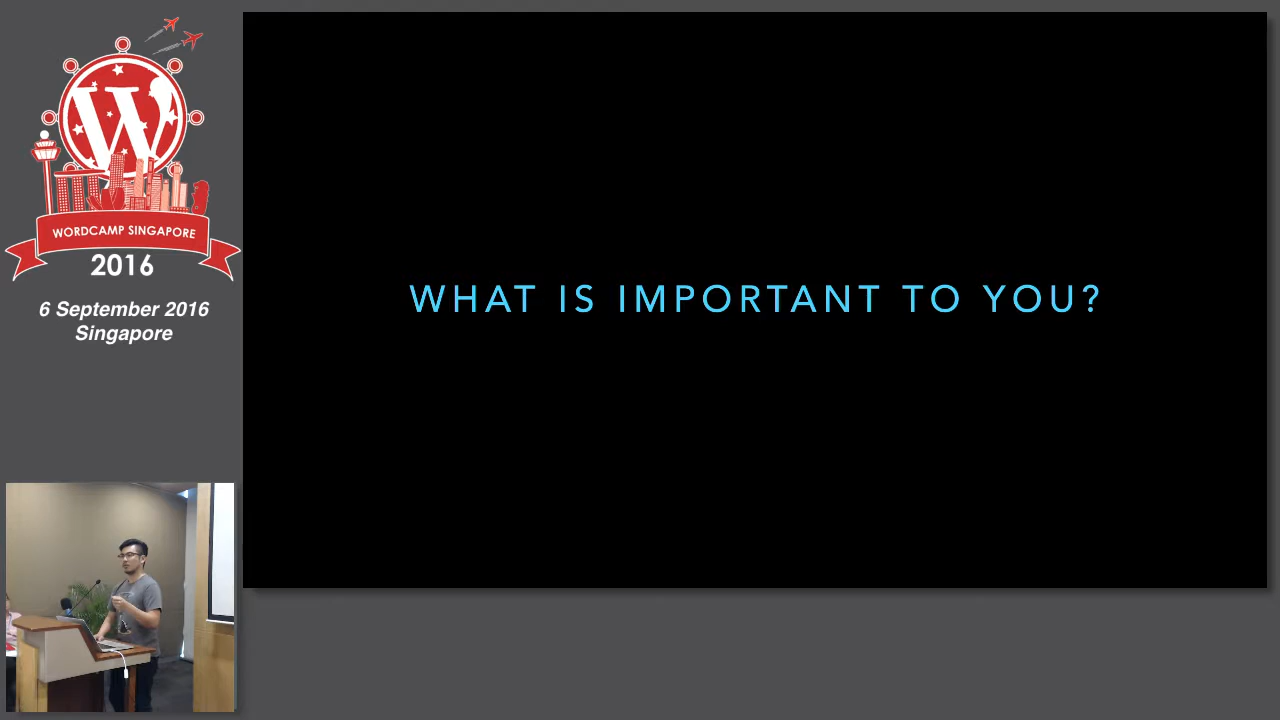 W
WORDCAMP SINGAPORE
2016
6 September 2016
Singapore
WHAT IS IMPORTANT TO YOU?